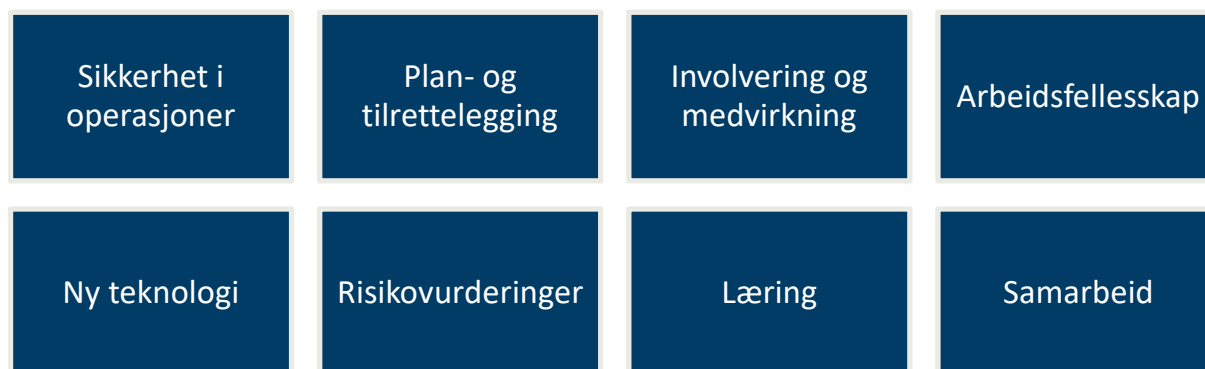 Sikkerhet i
operasjoner
Plan- og
tilrettelegging
Involvering og
medvirkning
Arbeidsfellesskap
Ny teknologi
Risikovurderinger
Læring
Samarbeid